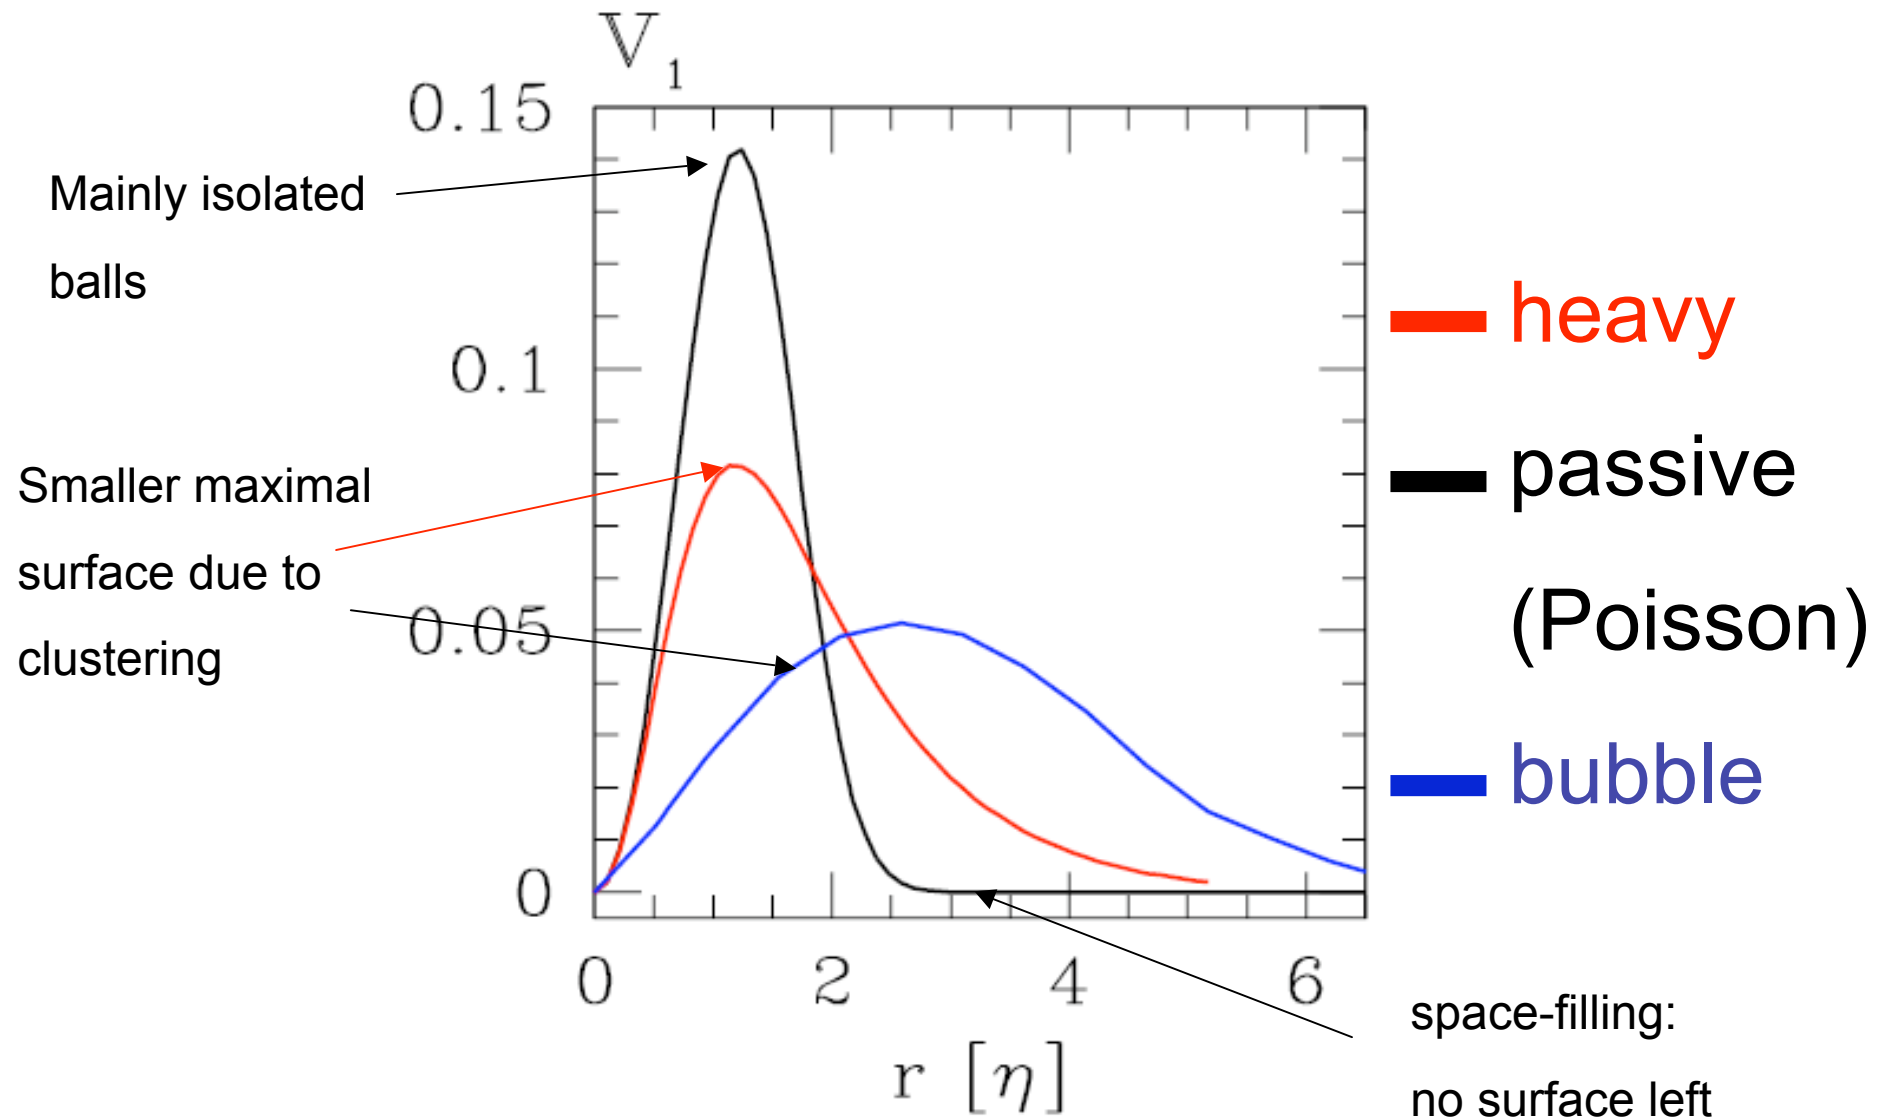 V₁
0.15
Mainly isolated
balls
0.1
Smaller maximal
surface due to
clustering
0.05
0
0 2 4 6
r [η]
heavy
passive
(Poisson)
bubble
space-filling:
no surface left